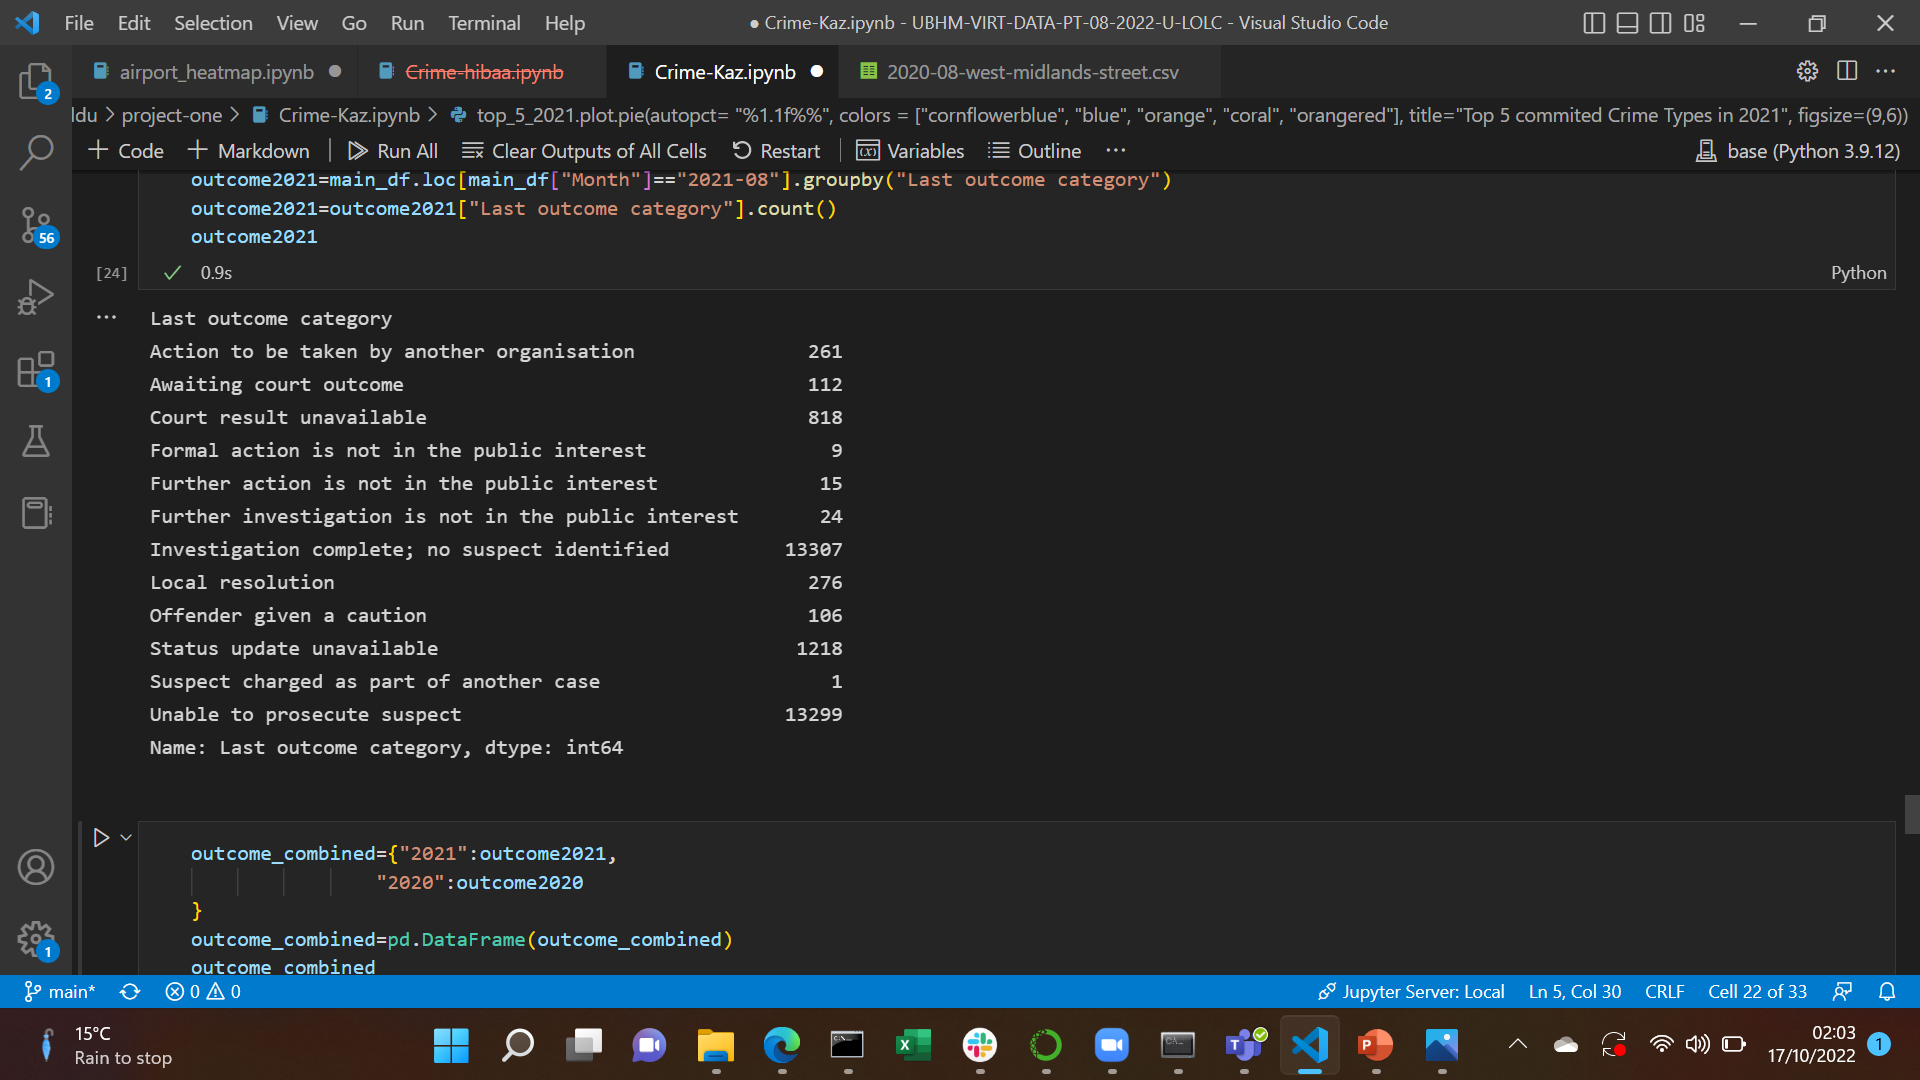 File Edit Selection View Go Run Terminal Help
● Crime-Kaz.ipynb - UBHM-VIRT-DATA-PT-08-2022-U-LOLC - Visual Studio Code
airport_heatmap.ipynb Crime-hibaa.ipynb Crime-Kaz.ipynb 2020-08-west-midlands-street.csv
ldu > project-one > Crime-Kaz.ipynb > top_5_2021.plot.pie(autopct= "%1.1f%%", colors = ["cornflowerblue", "blue", "orange", "coral", "orangered"], title="Top 5 commited Crime Types in 2021", figsize=(9,6))
+ Code + Markdown Run All Clear Outputs of All Cells Restart Variables Outline ··· base (Python 3.9.12)
outcome2021=main_df.loc[main_df["Month"]=="2021-08"].groupby("Last outcome category")
outcome2021=outcome2021["Last outcome category"].count()
outcome2021
[24] 0.9s Python
··· Last outcome category
Action to be taken by another organisation 261
Awaiting court outcome 112
Court result unavailable 818
Formal action is not in the public interest 9
Further action is not in the public interest 15
Further investigation is not in the public interest 24
Investigation complete; no suspect identified 13307
Local resolution 276
Offender given a caution 106
Status update unavailable 1218
Suspect charged as part of another case 1
Unable to prosecute suspect 13299
Name: Last outcome category, dtype: int64
outcome_combined={"2021":outcome2021,
"2020":outcome2020
}
outcome_combined=pd.DataFrame(outcome_combined)
outcome_combined
2
56
1
1
main* 0 0 Jupyter Server: Local Ln 5, Col 30 CRLF Cell 22 of 33
15°C
Rain to stop
02:03
17/10/2022
1